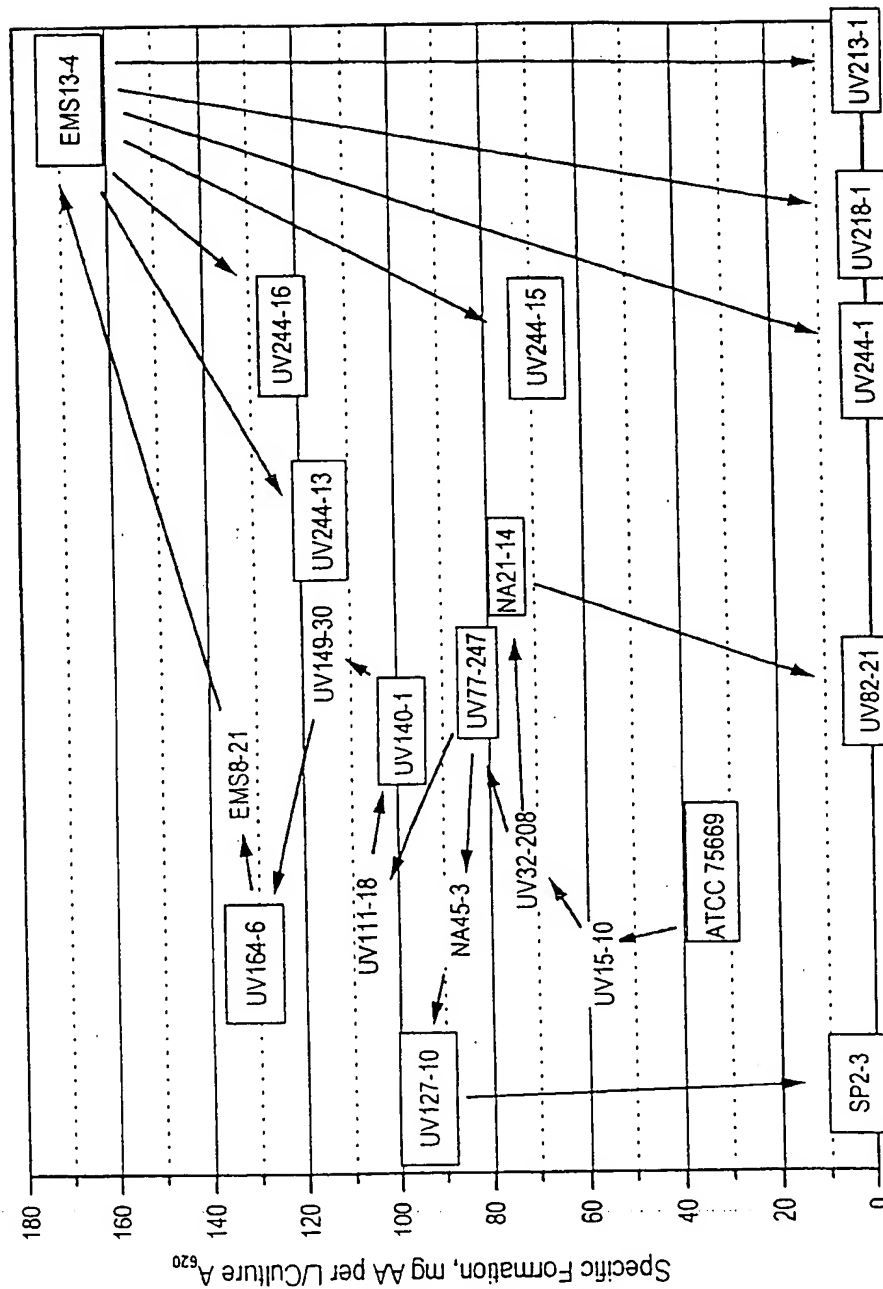 Specific Formation, mg AA per L/Culture A620
180
160
140
120
100
80
60
40
20
0
EMS13-4
UV244-16
UV244-13
UV244-15
EMS8-21
UV149-30
UV164-6
UV140-1
UV111-18
UV77-247
NA21-14
NA45-3
UV127-10
UV32-208
UV15-10
ATCC 75669
SP2-3
UV82-21
UV244-1
UV218-1
UV213-1